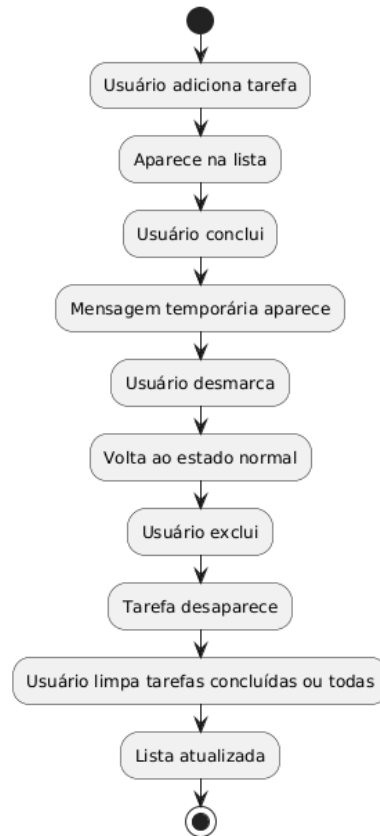 Usuário adiciona tarefa
Aparece na lista
Usuário conclui
Mensagem temporária aparece
Usuário desmarca
Volta ao estado normal
Usuário exclui
Tarefa desaparece
Usuário limpa tarefas concluídas ou todas
Lista atualizada